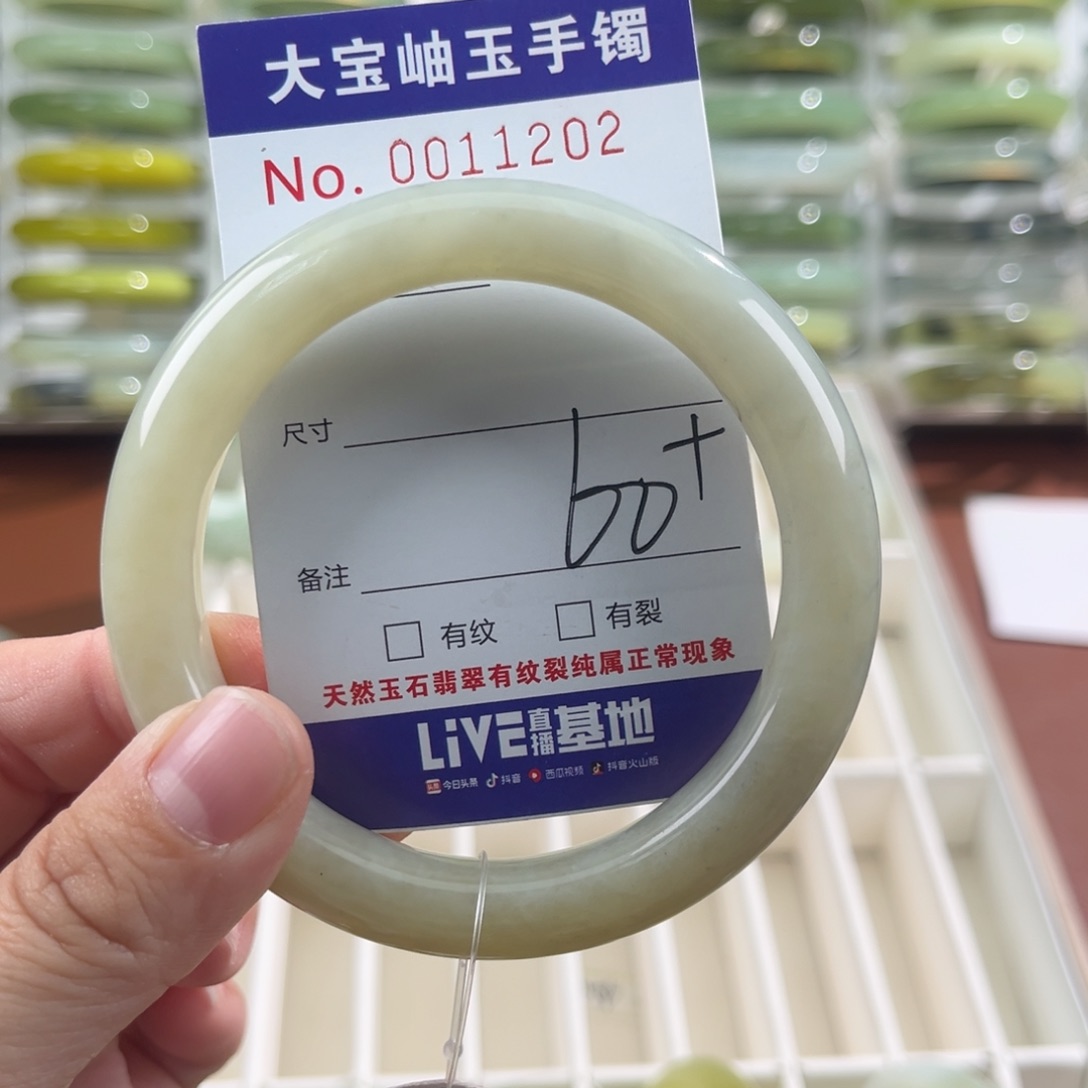 大宝岫玉手镯
No. 0011202
尺寸
60+
备注
有纹 有裂
天然玉石翡翠有纹裂纯属正常现象
LiVE直播基地
头条 今日头条 抖音 西瓜视频 抖音火山版